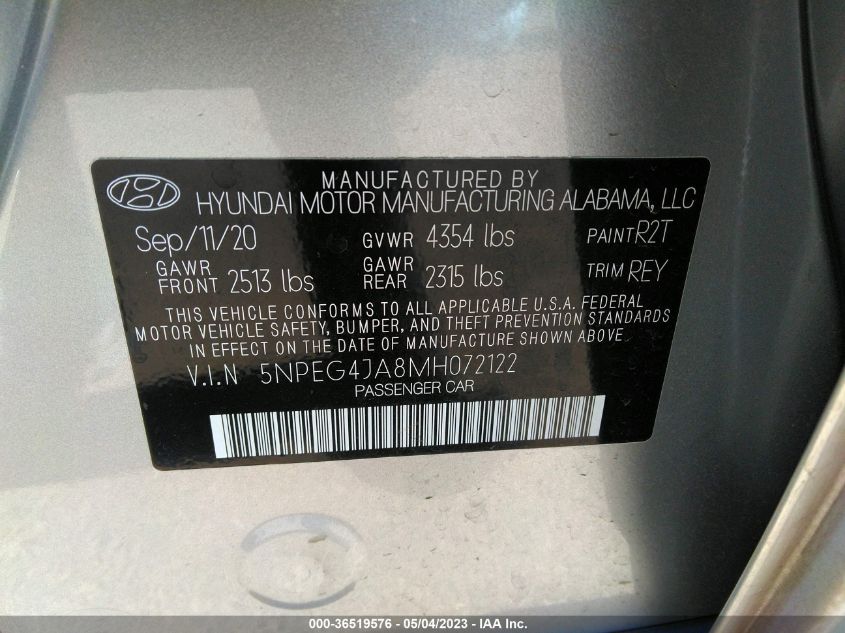 MANUFACTURED BY
HYUNDAI MOTOR MANUFACTURING ALABAMA, LLC
Sep/11/20 GVWR 4354 lbs PAINT R2T
GAWR FRONT 2513 lbs GAWR REAR 2315 lbs TRIM REY
THIS VEHICLE CONFORMS TO ALL APPLICABLE U.S.A. FEDERAL
MOTOR VEHICLE SAFETY, BUMPER, AND THEFT PREVENTION STANDARDS
IN EFFECT ON THE DATE OF MANUFACTURE SHOWN ABOVE.
V.I.N 5NPEG4JA8MH072122
PASSENGER CAR
000-36519576 - 05/04/2023 - IAA Inc.